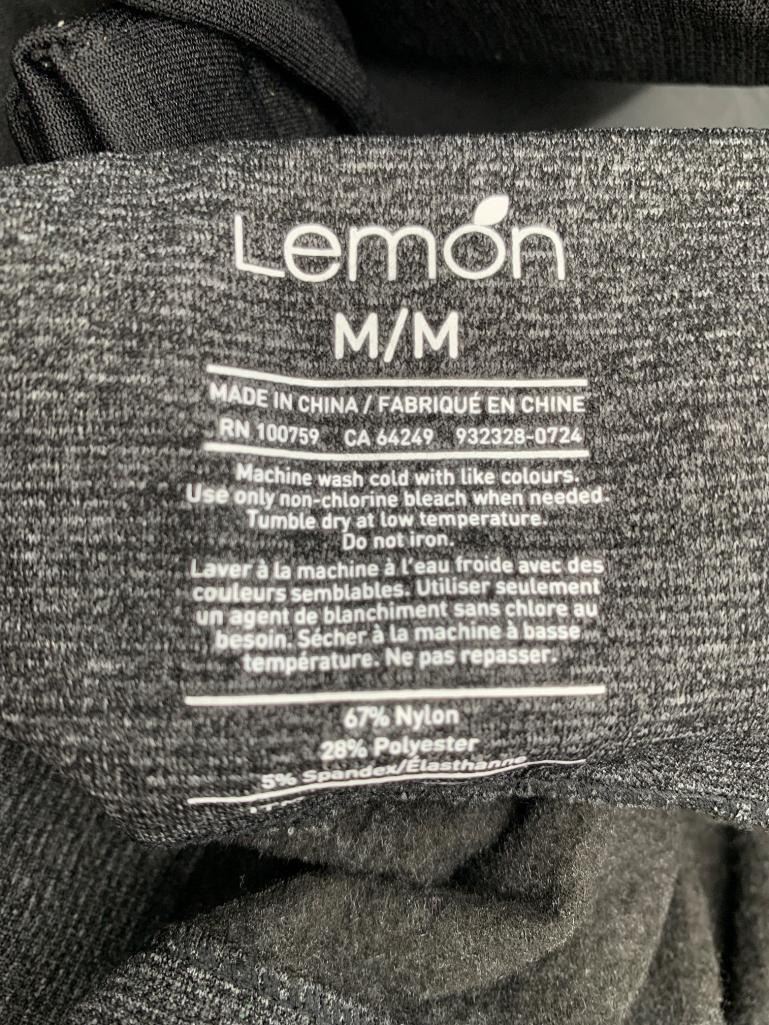 Lemon
M/M
MADE IN CHINA / FABRIQUÉ EN CHINE
RN 100759 CA 64249 932328-0724
Machine wash cold with like colours.
Use only non-chlorine bleach when needed.
Tumble dry at low temperature.
Do not iron.
Laver à la machine à l'eau froide avec des
couleurs semblables. Utiliser seulement
un agent de blanchiment sans chlore au
besoin. Sécher à la machine à basse
température. Ne pas repasser.
67% Nylon
28% Polyester
5% Spandex/Élasthanne